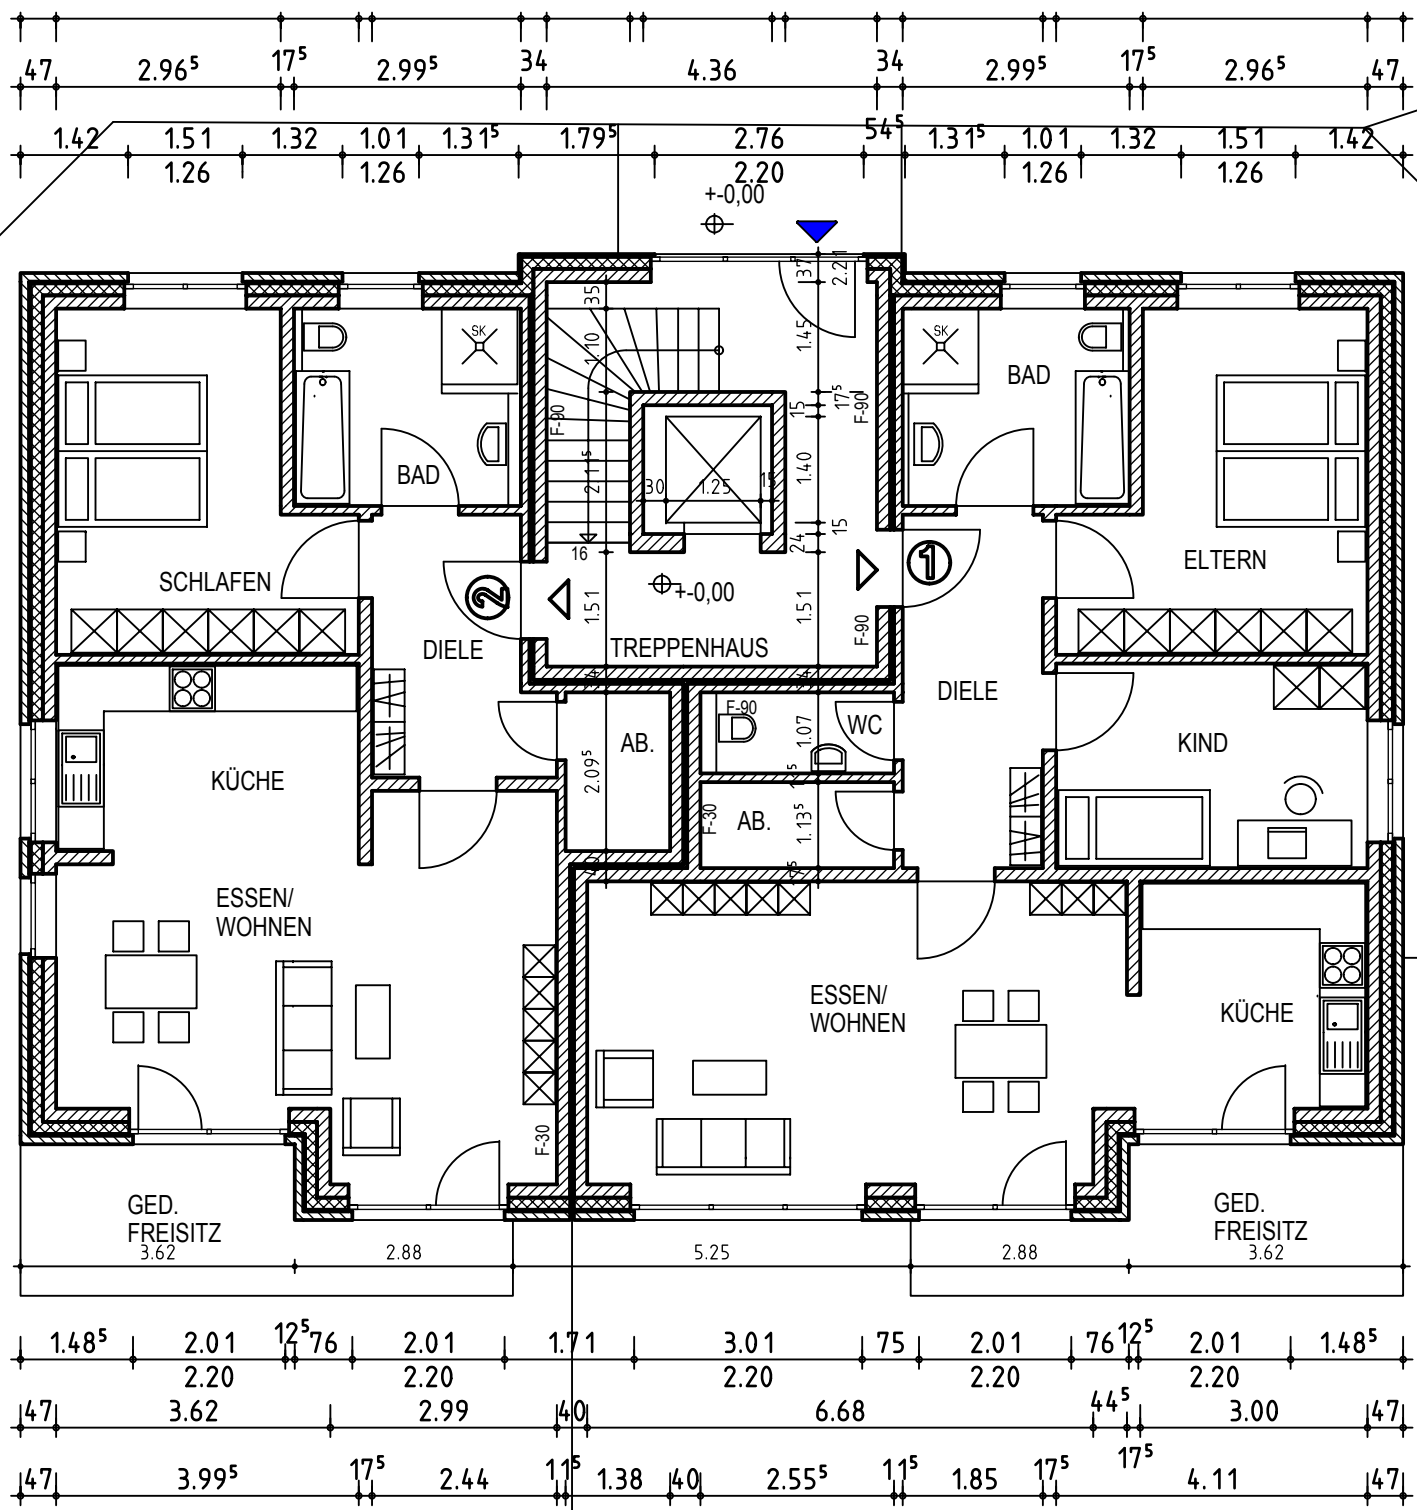 47 2.96⁵ 17⁵ 2.99⁵ 34 4.36 34 2.99⁵ 17⁵ 2.96⁵ 47
1.42 1.51 1.32 1.01 1.31⁵ 1.79⁵ 2.76 54⁵ 1.31⁵ 1.01 1.32 1.51 1.42
1.26 1.26 2.20 1.26 1.26
+-0,00
37 2.21
35
1.10
1.45
SK
SK
BAD
17⁵
15
F-90
F-90
BAD
2.11⁵
1.40
30 1.25 15
15
24
16
SCHLAFEN
ELTERN
2
1
+-0,00
1.51
1.51
F-90
DIELE
TREPPENHAUS
DIELE
F-90
WC
1.07
AB.
KIND
KÜCHE
2.09⁵
AB.
F-30
1.13⁵
17⁵
ESSEN/
WOHNEN
ESSEN/
WOHNEN
KÜCHE
F-30
GED.
FREISITZ
GED.
FREISITZ
3.62 2.88 5.25 2.88 3.62
1.48⁵ 2.01 12⁵ 76 2.01 1.71 3.01 75 2.01 76 12⁵ 2.01 1.48⁵
2.20 2.20 2.20 2.20 2.20
47 3.62 2.99 40 6.68 44⁵ 3.00 47
17⁵
47 3.99⁵ 17⁵ 2.44 11⁵ 1.38 40 2.55⁵ 11⁵ 1.85 17⁵ 4.11 47